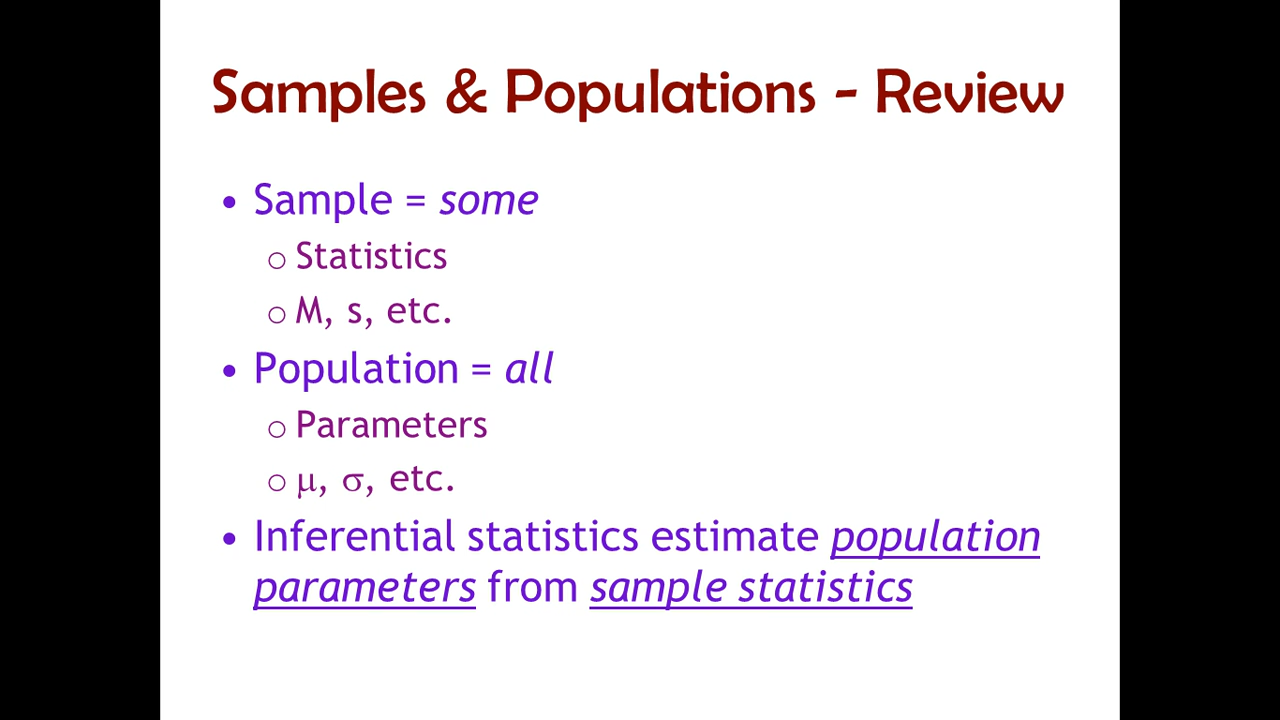 Samples & Populations - Review
• Sample = some
o Statistics
o M, s, etc.
• Population = all
o Parameters
o μ, σ, etc.
• Inferential statistics estimate population
parameters from sample statistics